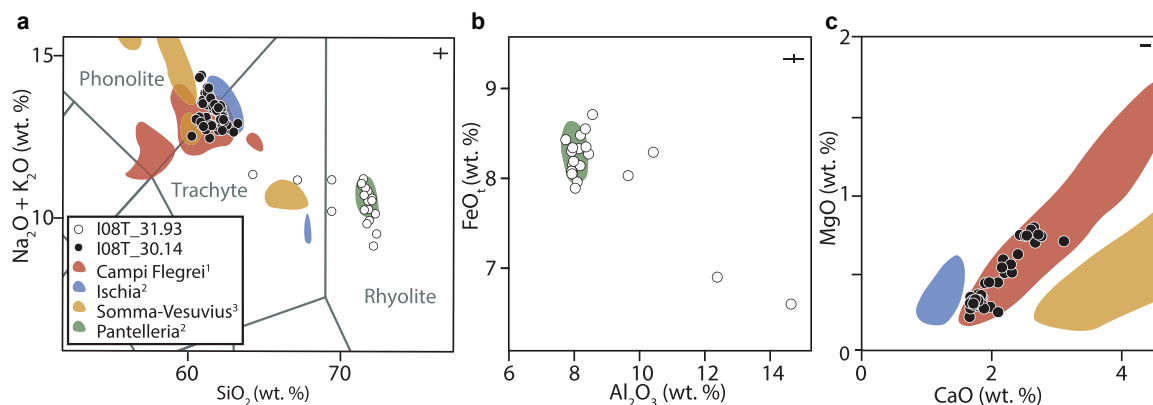 a
15
10
Na₂O + K₂O (wt. %)
Phonolite
Trachyte
Rhyolite
I08T_31.93
I08T_30.14
Campi Flegrei¹
Ischia²
Somma-Vesuvius³
Pantelleria²
60
70
SiO₂ (wt. %)
b
9
8
7
FeOₜ (wt. %)
6
8
10
12
14
Al₂O₃ (wt. %)
c
2
1
0
MgO (wt. %)
0
2
4
CaO (wt. %)